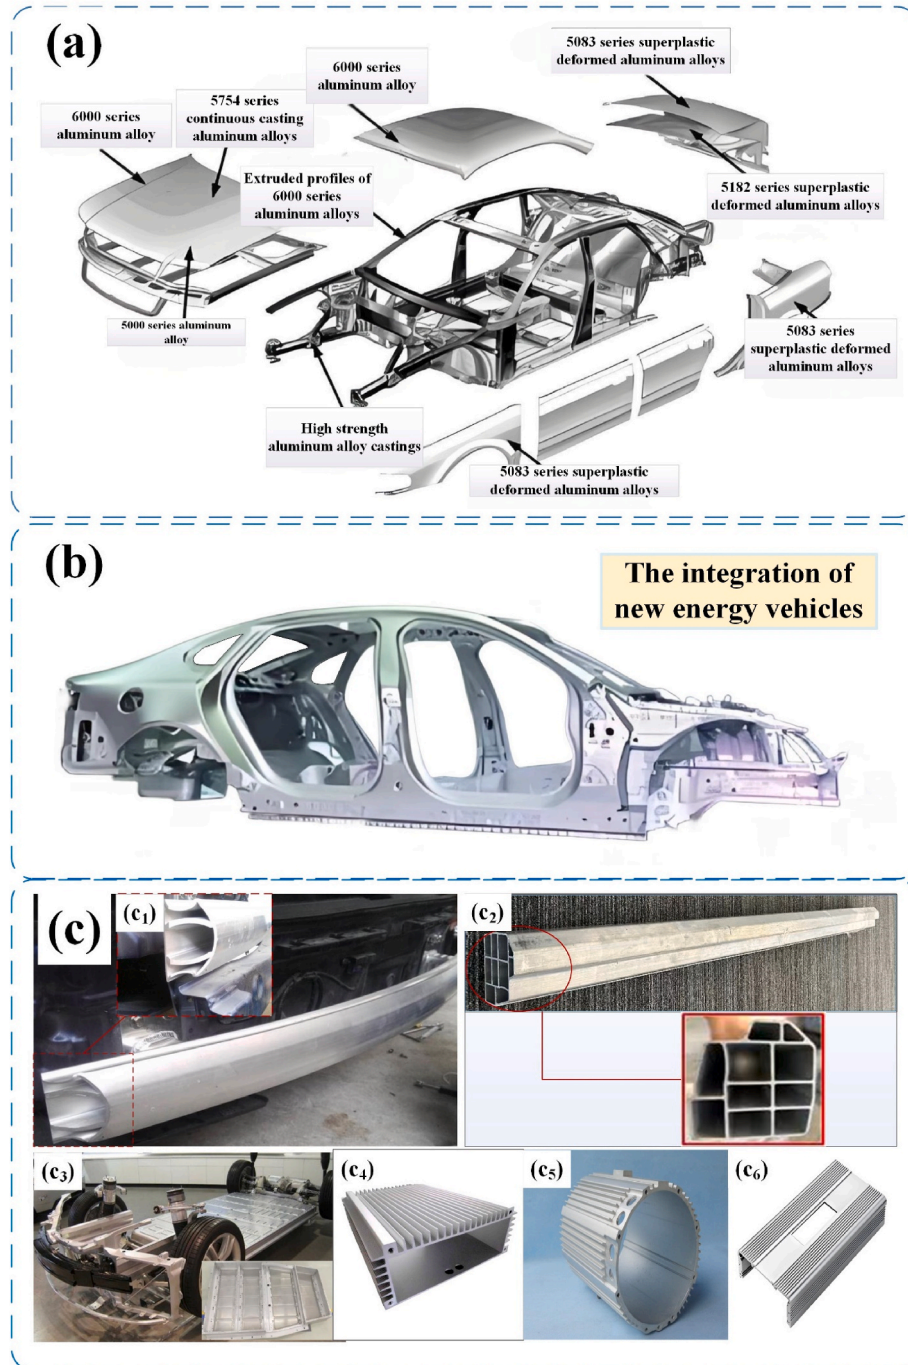 (a)
6000 series
aluminum alloy
5083 series superplastic
deformed aluminum alloys
5754 series
continuous casting
aluminum alloys
6000 series
aluminum alloy
Extruded profiles of
6000 series
aluminum alloys
5182 series superplastic
deformed aluminum alloys
5000 series aluminum
alloy
5083 series
superplastic deformed
aluminum alloys
High strength
aluminum alloy castings
5083 series superplastic
deformed aluminum alloys
(b)
The integration of
new energy vehicles
(c)
(c₁)
(c₂)
(c₃)
(c₄)
(c₅)
(c₆)